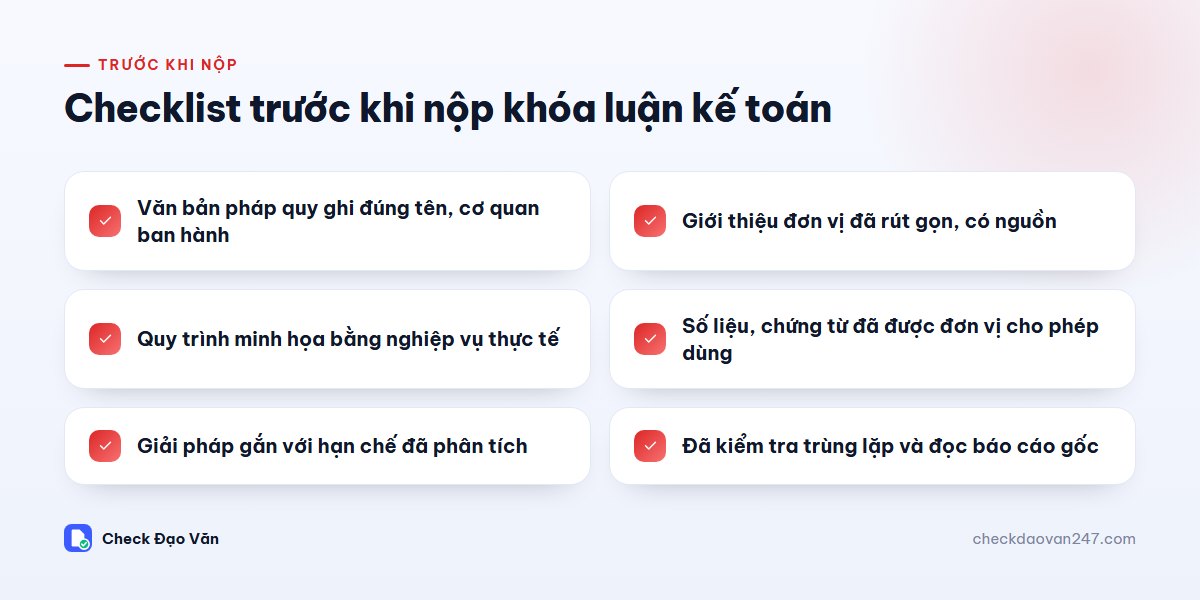 TRƯỚC KHI NỘP
Checklist trước khi nộp khóa luận kế toán
Văn bản pháp quy ghi đúng tên, cơ quan
ban hành
Giới thiệu đơn vị đã rút gọn, có nguồn
Quy trình minh họa bằng nghiệp vụ thực tế
Số liệu, chứng từ đã được đơn vị cho phép
dùng
Giải pháp gắn với hạn chế đã phân tích
Đã kiểm tra trùng lặp và đọc báo cáo gốc
Check Đạo Văn
checkdaovan247.com